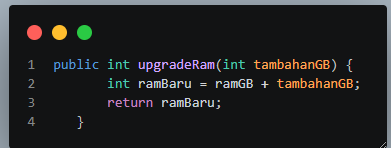 1 public int upgradeRam(int tambahanGB) {
2 int ramBaru = ramGB + tambahanGB;
3 return ramBaru;
4 }